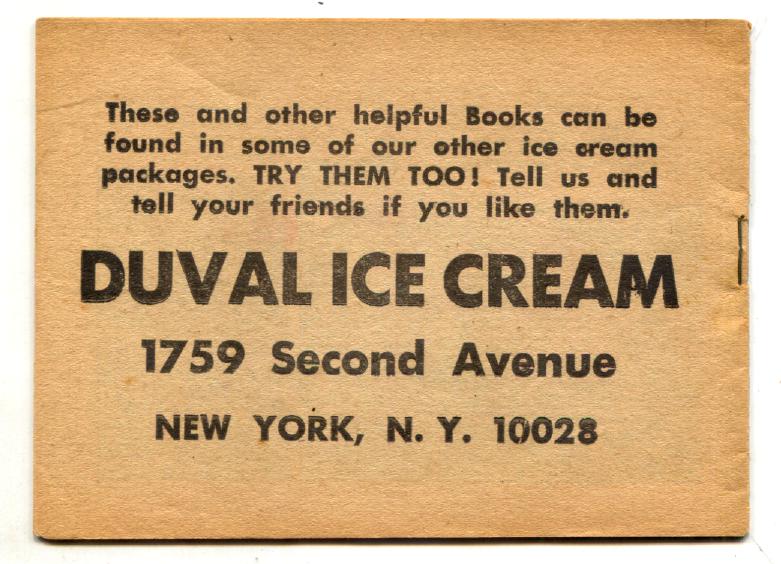 These and other helpful Books can be
found in some of our other ice cream
packages. TRY THEM TOO! Tell us and
tell your friends if you like them.
DUVAL ICE CREAM
1759 Second Avenue
NEW YORK, N. Y. 10028